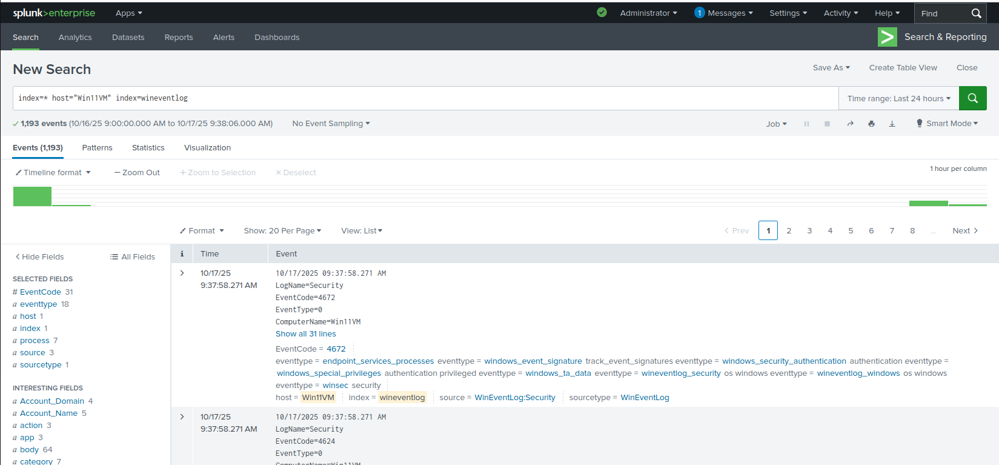 splunk>enterprise Apps Administrator 1 Messages Settings Activity Help Find
Search Analytics Datasets Reports Alerts Dashboards Search & Reporting
New Search Save As Create Table View Close
index=* host="Win11VM" index=wineventlog Time range: Last 24 hours
1,193 events (10/16/25 9:00:00.000 AM to 10/17/25 9:38:06.000 AM) No Event Sampling Job Smart Mode
Events (1,193) Patterns Statistics Visualization
Timeline format Zoom Out Zoom to Selection Deselect 1 hour per column
Format Show: 20 Per Page View: List Prev 1 2 3 4 5 6 7 8 ... Next
Hide Fields All Fields
SELECTED FIELDS
# EventCode 31
a eventtype 18
a host 1
a index 1
a process 7
a source 3
a sourcetype 1
INTERESTING FIELDS
a Account_Domain 4
a Account_Name 5
a action 3
a app 3
a body 64
a category 7
i Time Event
10/17/25
9:37:58.271 AM
10/17/2025 09:37:58.271 AM
LogName=Security
EventCode=4672
EventType=0
ComputerName=Win11VM
Show all 31 lines
EventCode = 4672
eventtype = endpoint_services_processes eventtype = windows_event_signature track_event_signatures eventtype = windows_security_authentication authentication eventtype =
windows_special_privileges authentication privileged eventtype = windows_ta_data eventtype = wineventlog_security os windows eventtype = wineventlog_windows os windows
eventtype = winsec security
host = Win11VM index = wineventlog source = WinEventLog:Security sourcetype = WinEventLog
10/17/25
9:37:58.271 AM
10/17/2025 09:37:58.271 AM
LogName=Security
EventCode=4624
EventType=0
ComputerName=Win11VM